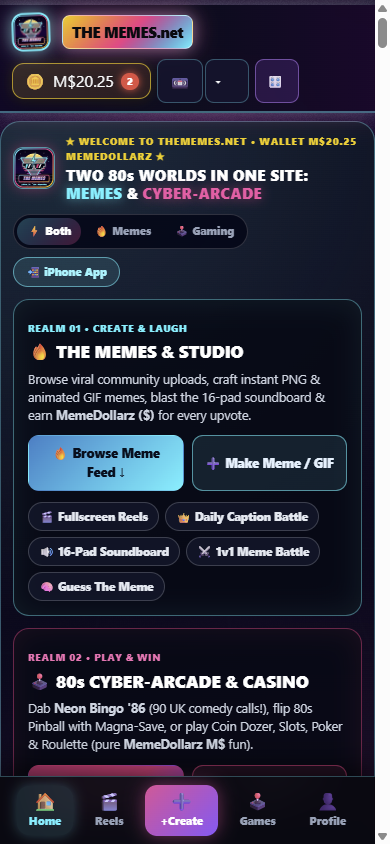 THE MEMES.net
M$20.25 2
★ WELCOME TO THEMEMES.NET • WALLET M$20.25
MEMEDOLLARZ ★
TWO 80s WORLDS IN ONE SITE:
MEMES & CYBER-ARCADE
Both Memes Gaming
iPhone App
REALM 01 • CREATE & LAUGH
THE MEMES & STUDIO
Browse viral community uploads, craft instant PNG &
animated GIF memes, blast the 16-pad soundboard &
earn MemeDollarz ($) for every upvote.
Browse Meme
Feed ↓
Make Meme / GIF
Fullscreen Reels Daily Caption Battle
16-Pad Soundboard 1v1 Meme Battle
Guess The Meme
REALM 02 • PLAY & WIN
80s CYBER-ARCADE & CASINO
Dab Neon Bingo '86 (90 UK comedy calls!), flip 80s
Pinball with Magna-Save, or play Coin Dozer, Slots, Poker
& Roulette (pure MemeDollarz M$ fun).
Home Reels +Create Games Profile